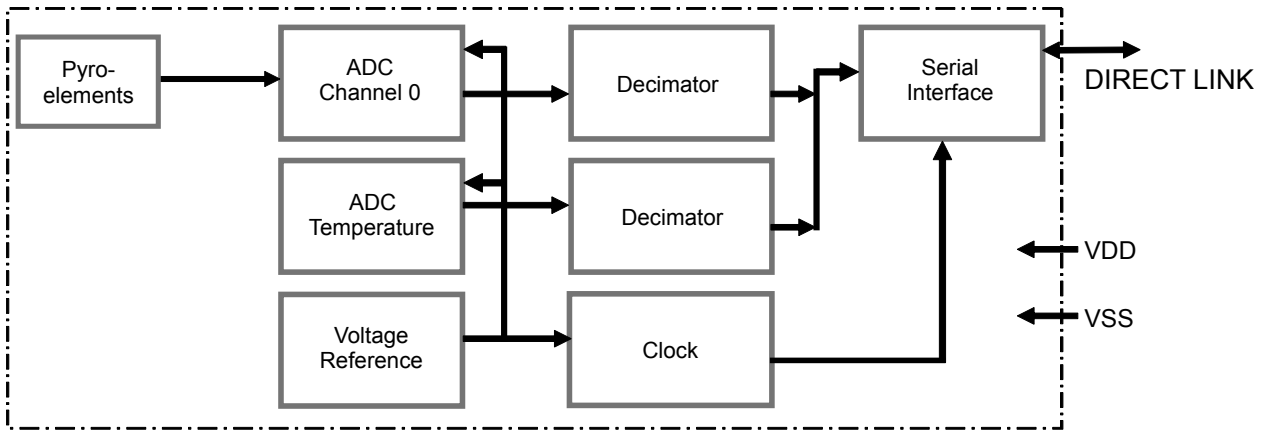 Pyro-
elements
ADC
Channel 0
Decimator
Serial
Interface
DIRECT LINK
ADC
Temperature
Decimator
VDD
VSS
Voltage
Reference
Clock